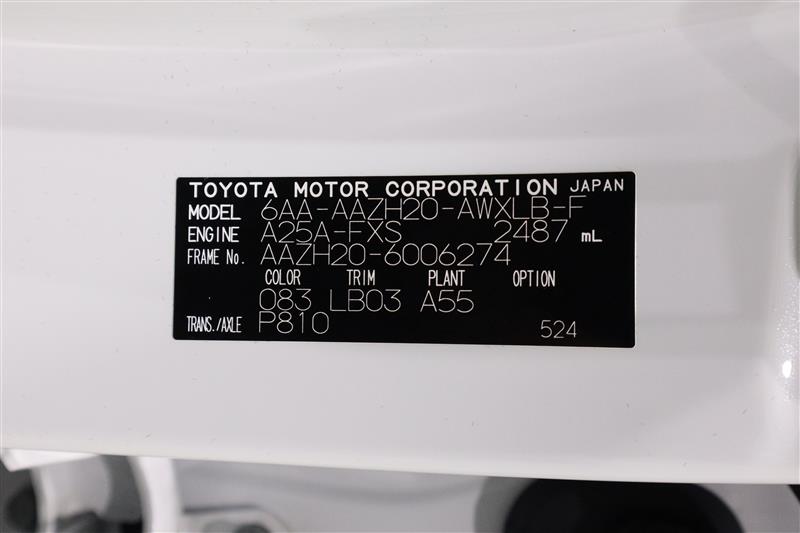 TOYOTA MOTOR CORPORATION JAPAN
MODEL 6AA-AAZH20-AWXLB-F
ENGINE A25A-FXS 2487 mL
FRAME No. AAZH20-6006274
COLOR TRIM PLANT OPTION
083 LB03 A55
TRANS./AXLE P810 524